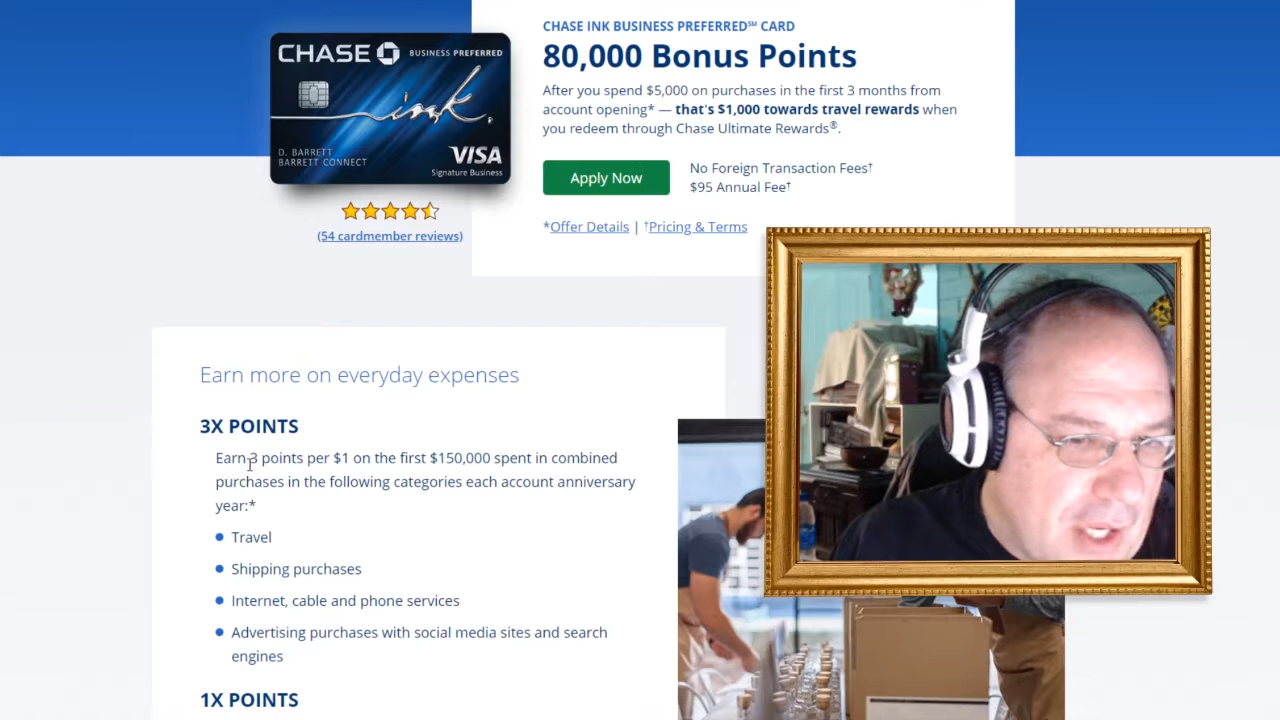 CHASE BUSINESS PREFERRED
ink.
D. BARRETT
BARRETT CONNECT
VISA
Signature Business
(54 cardmember reviews)
CHASE INK BUSINESS PREFERRED℠ CARD
80,000 Bonus Points
After you spend $5,000 on purchases in the first 3 months from
account opening* — that's $1,000 towards travel rewards when
you redeem through Chase Ultimate Rewards®.
Apply Now
No Foreign Transaction Fees†
$95 Annual Fee†
*Offer Details | †Pricing & Terms
Earn more on everyday expenses
3X POINTS
Earn 3 points per $1 on the first $150,000 spent in combined
purchases in the following categories each account anniversary
year:*
Travel
Shipping purchases
Internet, cable and phone services
Advertising purchases with social media sites and search
engines
1X POINTS